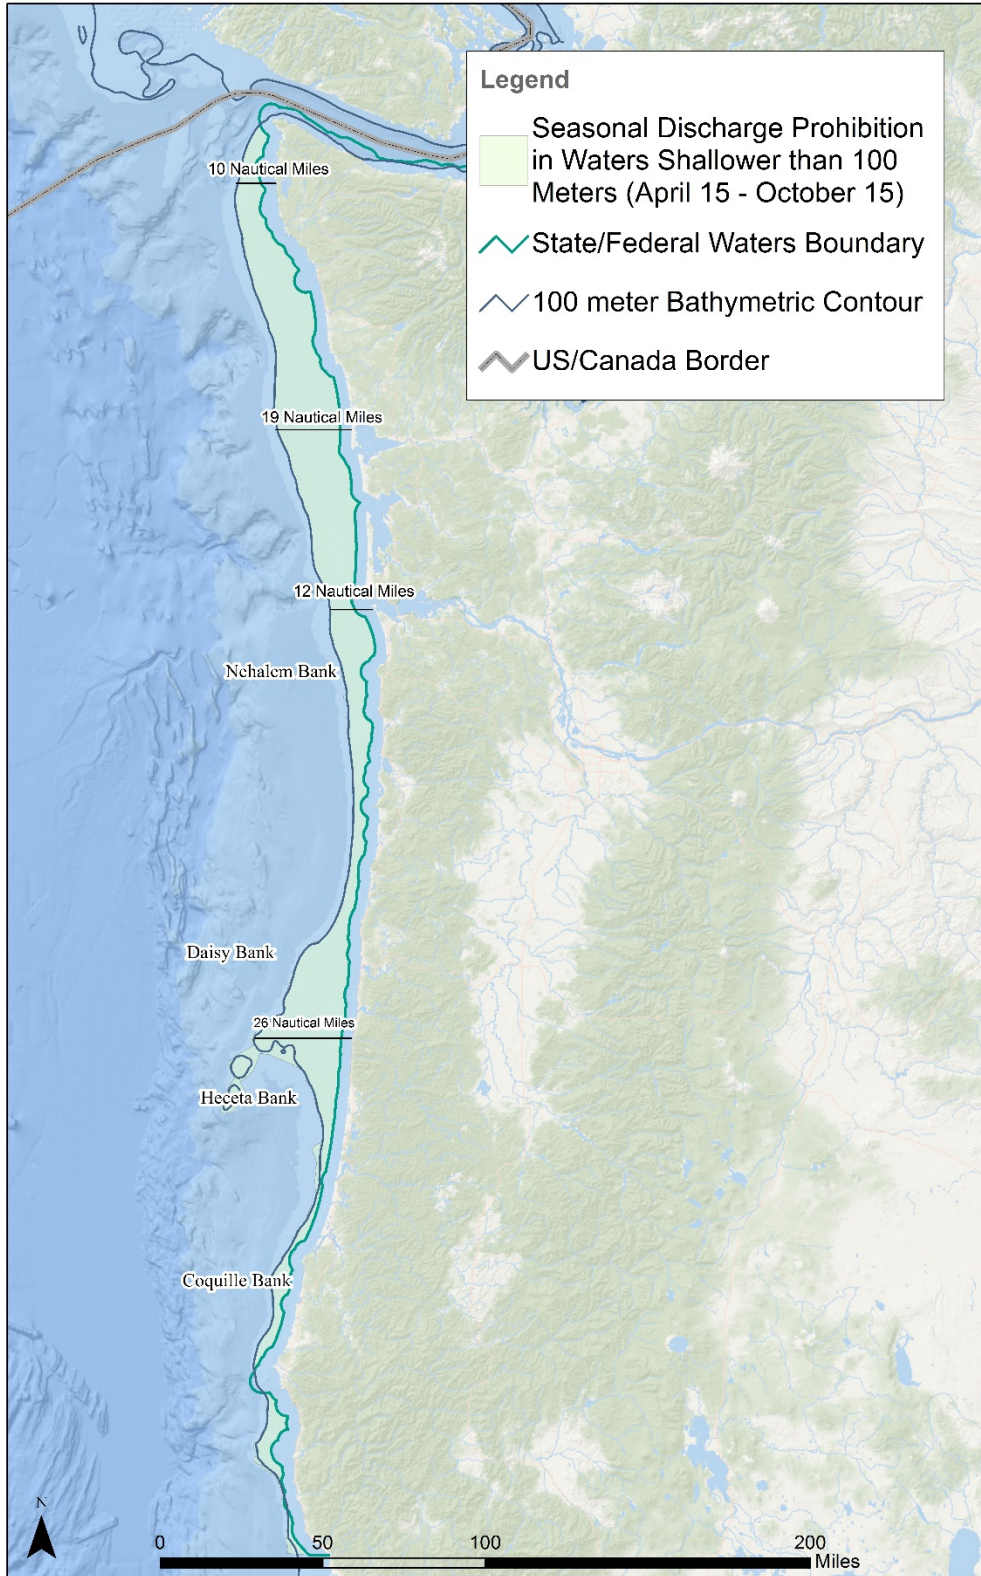 Legend
Seasonal Discharge Prohibition
in Waters Shallower than 100
Meters (April 15 - October 15)
State/Federal Waters Boundary
100 meter Bathymetric Contour
US/Canada Border
10 Nautical Miles
19 Nautical Miles
12 Nautical Miles
Nehalem Bank
Daisy Bank
26 Nautical Miles
Heceta Bank
Coquille Bank
N
0 50 100 200
Miles